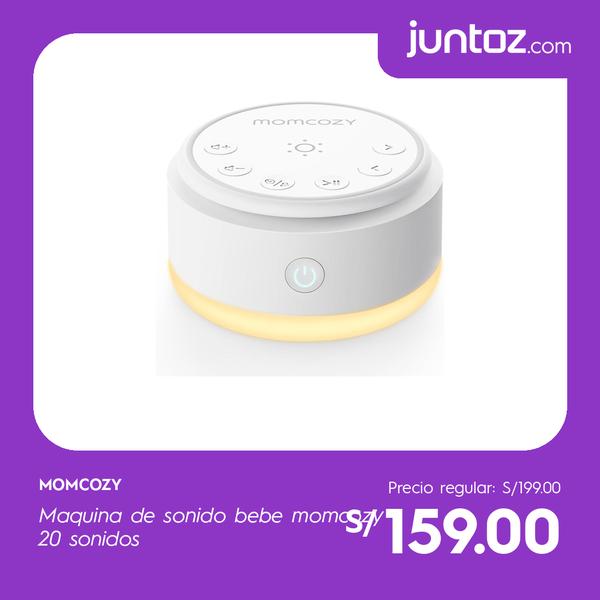 juntoz.com
momcozy
MOMCOZY
Precio regular: S/199.00
Maquina de sonido bebe momcozy
20 sonidos
S/159.00